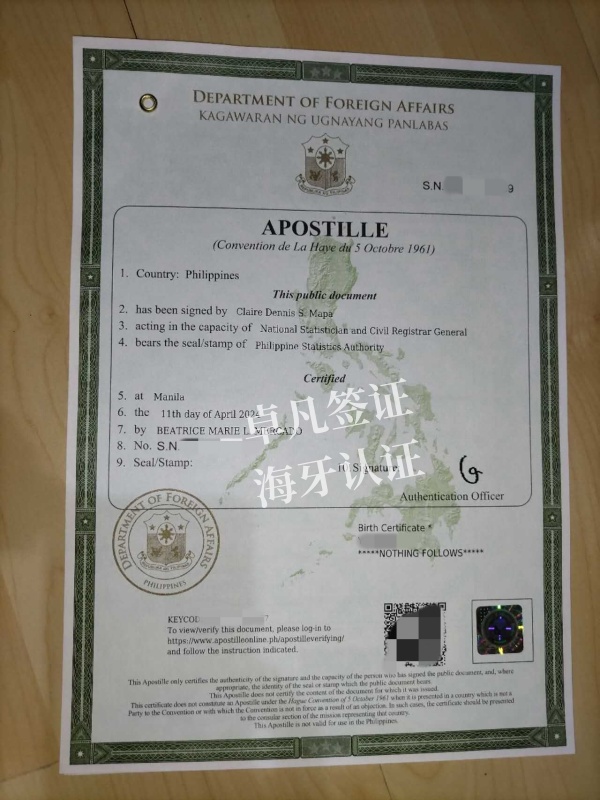 DEPARTMENT OF FOREIGN AFFAIRS
KAGAWARAN NG UGNAYANG PANLABAS
S.N 9
APOSTILLE
(Convention de La Haye du 5 Octobre 1961)
1. Country: Philippines
This public document
2. has been signed by Claire Dennis S. Mapa
3. acting in the capacity of National Statistician and Civil Registrar General
4. bears the seal/stamp of Philippine Statistics Authority
Certified
5. at Manila
6. the 11th day of April 2024
7. by BEATRICE MARIE L. MERCADO
8. No. S.N.
9. Seal/Stamp:
10 Signature:
卓凡签证
海牙认证
Authentication Officer
DEPARTMENT OF FOREIGN AFFAIRS
PHILIPPINES
Birth Certificate *
*****NOTHING FOLLOWS*****
KEYCODE
To view/verify this document, please log-in to
https://www.apostilleonline.ph/apostilleverifying/
and follow the instruction indicated.
This Apostille only certifies the authenticity of the signature and the capacity of the person who has signed the public document, and, where
appropriate, the identity of the seal or stamp which the public document bears.
This Apostille does not certify the content of the document for which it was issued.
This certificate does not constitute an Apostille under the Hague Convention of 5 October 1961 when it is presented in a country which is not a
Party to the Convention or with which the Convention is not in force as a result of an objection. In such cases, the certificate should be presented
to the consular section of the mission representing that country.
This Apostille is not valid for use in the Philippines.